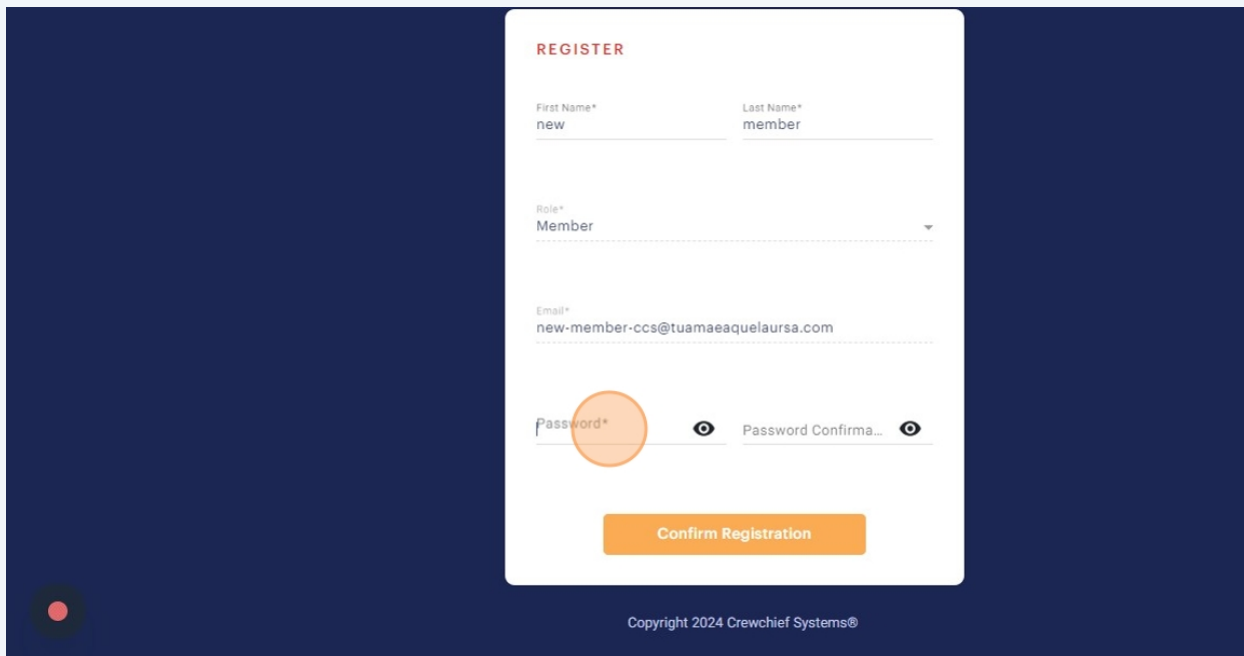 REGISTER
First Name* Last Name*
new member
Role*
Member
Email*
new-member-ccs@tuamaeaquelaursa.com
Password* Password Confirma...
Confirm Registration
Copyright 2024 Crewchief Systems®